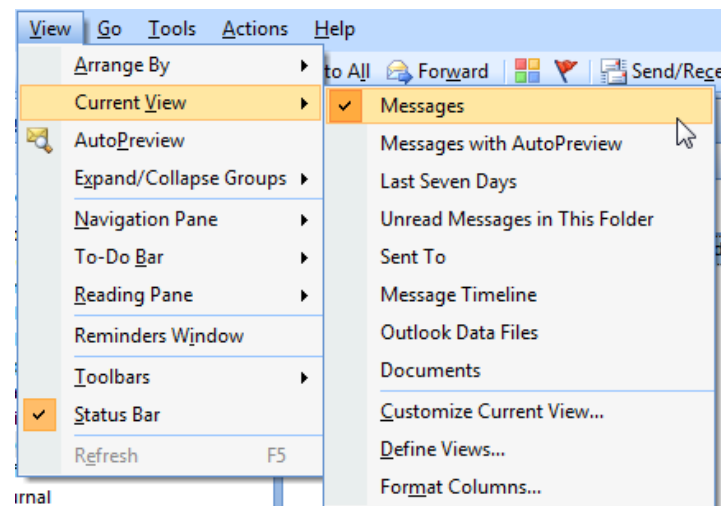 View Go Tools Actions Help
to All Forward Send/Rece
Arrange By
Current View
AutoPreview
Expand/Collapse Groups
Navigation Pane
To-Do Bar
Reading Pane
Reminders Window
Toolbars
Status Bar
Refresh F5
Messages
Messages with AutoPreview
Last Seven Days
Unread Messages in This Folder
Sent To
Message Timeline
Outlook Data Files
Documents
Customize Current View...
Define Views...
Format Columns...
urnal